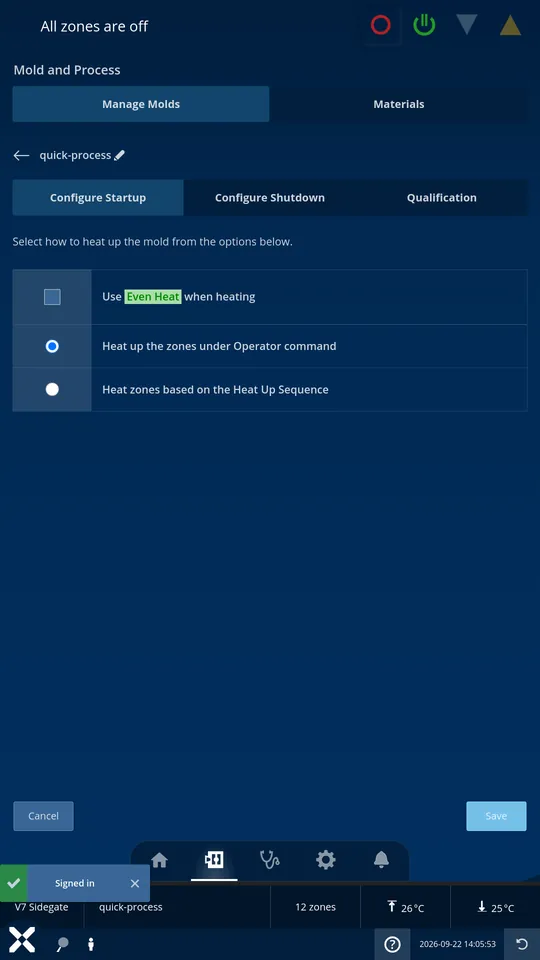 All zones are off
Mold and Process
Manage Molds
Materials
quick-process
Configure Startup
Configure Shutdown
Qualification
Select how to heat up the mold from the options below.
Use Even Heat when heating
Heat up the zones under Operator command
Heat zones based on the Heat Up Sequence
Cancel
Save
Signed in
V7 Sidegate
quick-process
12 zones
26°C
25°C
2026-09-22 14:05:53